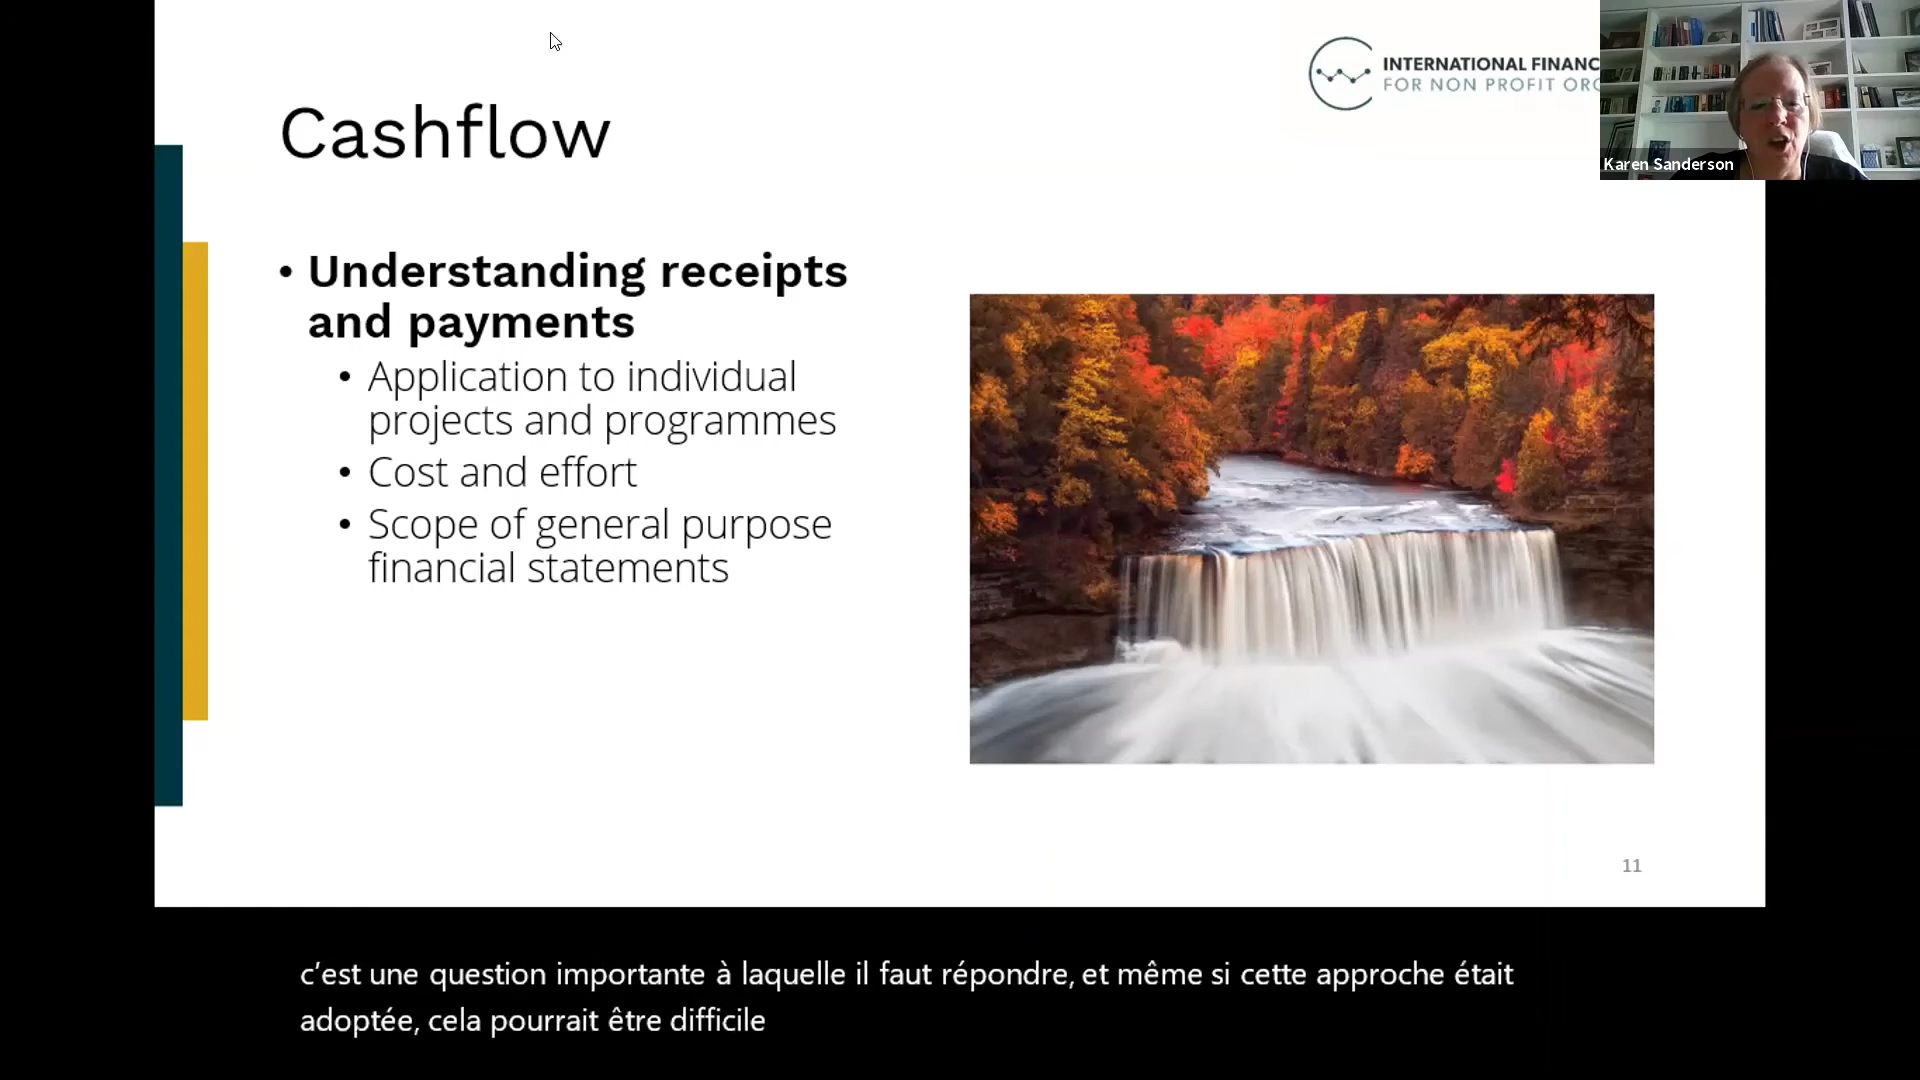 INTERNATIONAL FINANC
FOR NON PROFIT ORG
Karen Sanderson
Cashflow
• Understanding receipts
and payments
• Application to individual
projects and programmes
• Cost and effort
• Scope of general purpose
financial statements
11
c’est une question importante à laquelle il faut répondre, et même si cette approche était
adoptée, cela pourrait être difficile